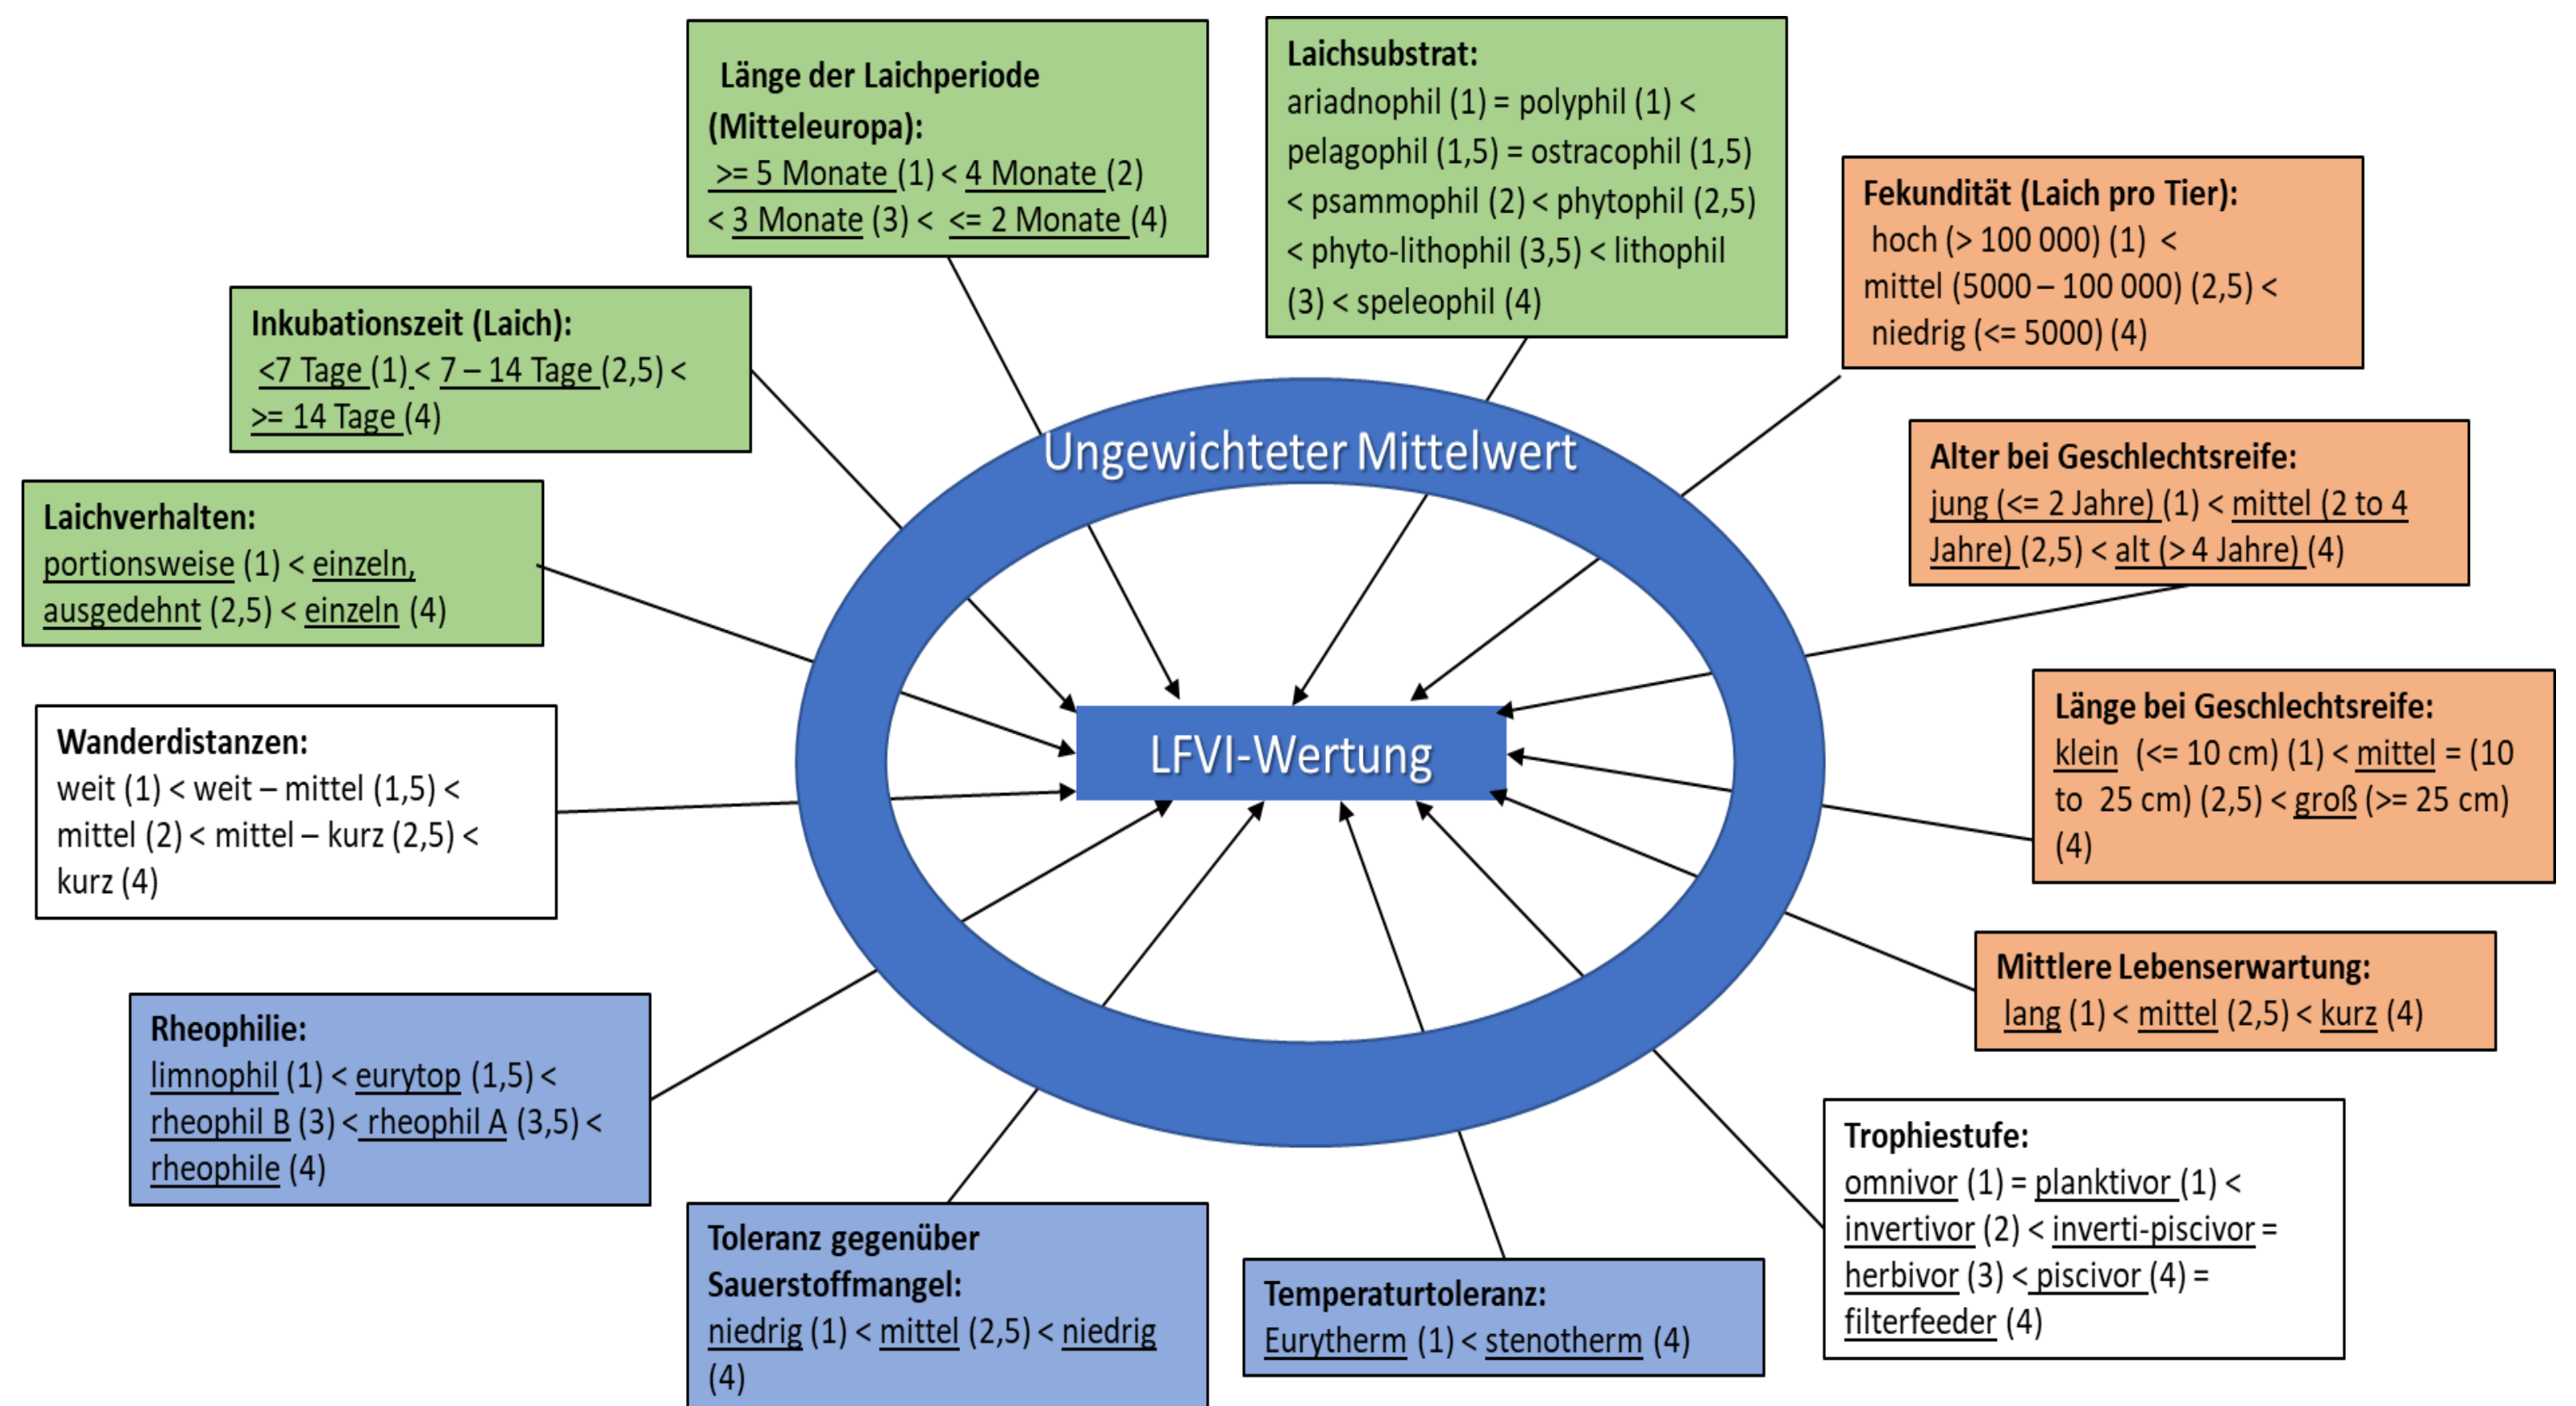 Länge der Laichperiode
(Mitteleuropa):
>= 5 Monate (1) < 4 Monate (2)
< 3 Monate (3) < <= 2 Monate (4)
Laichsubstrat:
ariadnophil (1) = polyphil (1) <
pelagophil (1,5) = ostracophil (1,5)
< psammophil (2) < phytophil (2,5)
< phyto-lithophil (3,5) < lithophil
(3) < speleophil (4)
Fekundität (Laich pro Tier):
hoch (> 100 000) (1) <
mittel (5000 – 100 000) (2,5) <
niedrig (<= 5000) (4)
Inkubationszeit (Laich):
<7 Tage (1) < 7 – 14 Tage (2,5) <
>= 14 Tage (4)
Ungewichteter Mittelwert
Alter bei Geschlechtsreife:
jung (<= 2 Jahre) (1) < mittel (2 to 4
Jahre) (2,5) < alt (> 4 Jahre) (4)
Laichverhalten:
portionsweise (1) < einzeln,
ausgedehnt (2,5) < einzeln (4)
LFVI-Wertung
Länge bei Geschlechtsreife:
klein (<= 10 cm) (1) < mittel = (10
to 25 cm) (2,5) < groß (>= 25 cm)
(4)
Wanderdistanzen:
weit (1) < weit – mittel (1,5) <
mittel (2) < mittel – kurz (2,5) <
kurz (4)
Mittlere Lebenserwartung:
lang (1) < mittel (2,5) < kurz (4)
Rheophilie:
limnophil (1) < eurytop (1,5) <
rheophil B (3) < rheophil A (3,5) <
rheophile (4)
Trophiestufe:
omnivor (1) = planktivor (1) <
invertivor (2) < inverti-piscivor =
herbivor (3) < piscivor (4) =
filterfeeder (4)
Toleranz gegenüber
Sauerstoffmangel:
niedrig (1) < mittel (2,5) < niedrig
(4)
Temperaturtoleranz:
Eurytherm (1) < stenotherm (4)